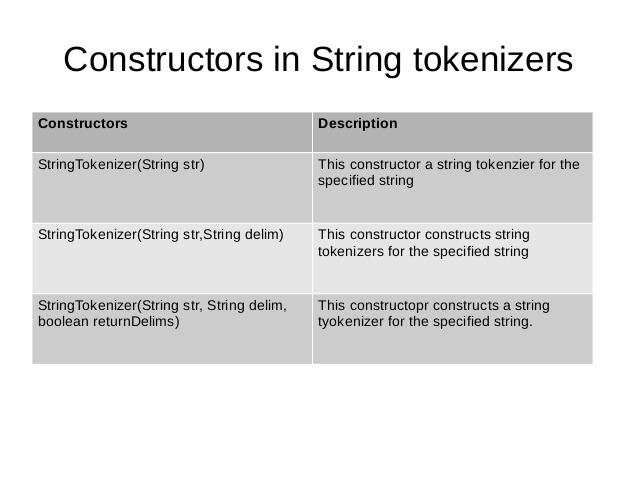 Constructors in String tokenizers
Constructors
Description
StringTokenizer(String str)
This constructor a string tokenzier for the
specified string
StringTokenizer(String str,String delim)
This constructor constructs string
tokenizers for the specified string
StringTokenizer(String str, String delim,
boolean returnDelims)
This constructopr constructs a string
tyokenizer for the specified string.